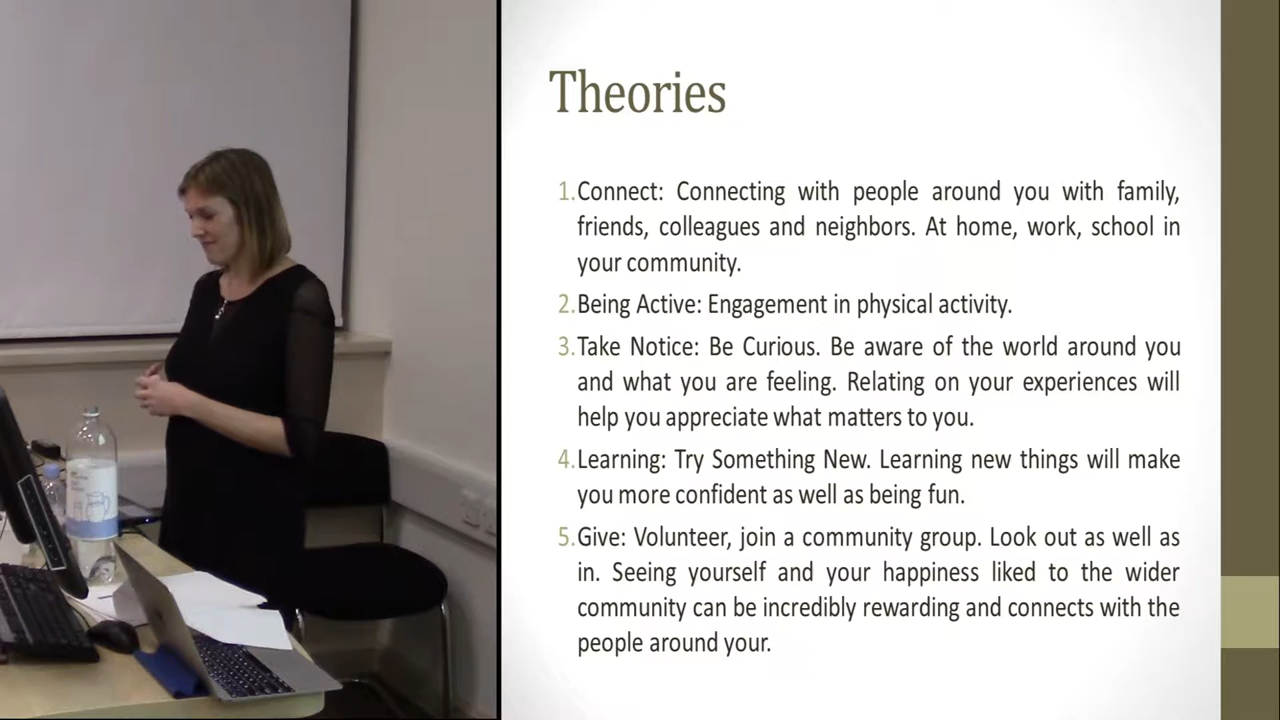 Theories
1.Connect: Connecting with people around you with family,
friends, colleagues and neighbors. At home, work, school in
your community.
2.Being Active: Engagement in physical activity.
3.Take Notice: Be Curious. Be aware of the world around you
and what you are feeling. Relating on your experiences will
help you appreciate what matters to you.
4.Learning: Try Something New. Learning new things will make
you more confident as well as being fun.
5.Give: Volunteer, join a community group. Look out as well as
in. Seeing yourself and your happiness liked to the wider
community can be incredibly rewarding and connects with the
people around your.